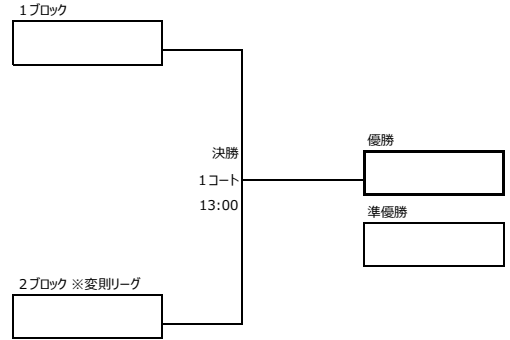 1ブロック
決勝
1コート
13:00
優勝
準優勝
2ブロック ※変則リーグ